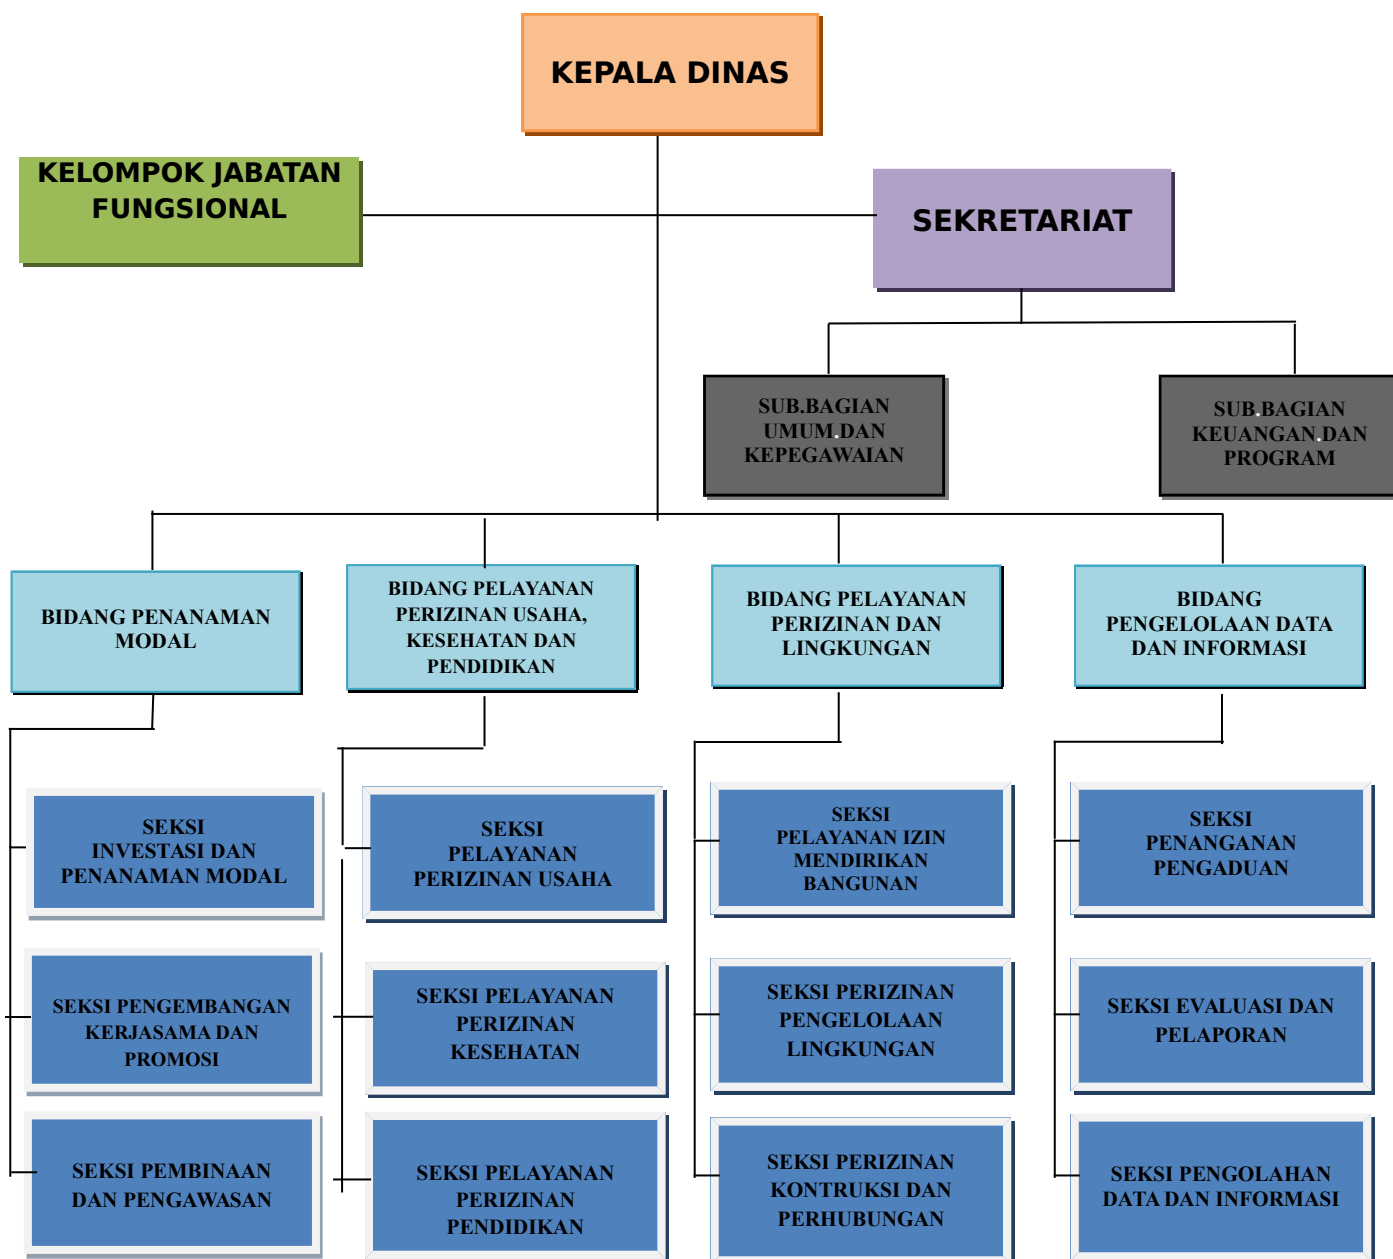 KEPALA DINAS
KELOMPOK JABATAN
FUNGSIONAL
SEKRETARIAT
SUB.BAGIAN
UMUM.DAN
KEPEGAWAIAN
SUB.BAGIAN
KEUANGAN.DAN
PROGRAM
BIDANG PENANAMAN
MODAL
BIDANG PELAYANAN
PERIZINAN USAHA,
KESEHATAN DAN
PENDIDIKAN
BIDANG PELAYANAN
PERIZINAN DAN
LINGKUNGAN
BIDANG
PENGELOLAAN DATA
DAN INFORMASI
SEKSI
INVESTASI DAN
PENANAMAN MODAL
SEKSI
PELAYANAN
PERIZINAN USAHA
SEKSI
PELAYANAN IZIN
MENDIRIKAN
BANGUNAN
SEKSI
PENANGANAN
PENGADUAN
SEKSI PENGEMBANGAN
KERJASAMA DAN
PROMOSI
SEKSI PELAYANAN
PERIZINAN
KESEHATAN
SEKSI PERIZINAN
PENGELOLAAN
LINGKUNGAN
SEKSI EVALUASI DAN
PELAPORAN
SEKSI PEMBINAAN
DAN PENGAWASAN
SEKSI PELAYANAN
PERIZINAN
PENDIDIKAN
SEKSI PERIZINAN
KONTRUKSI DAN
PERHUBUNGAN
SEKSI PENGOLAHAN
DATA DAN INFORMASI